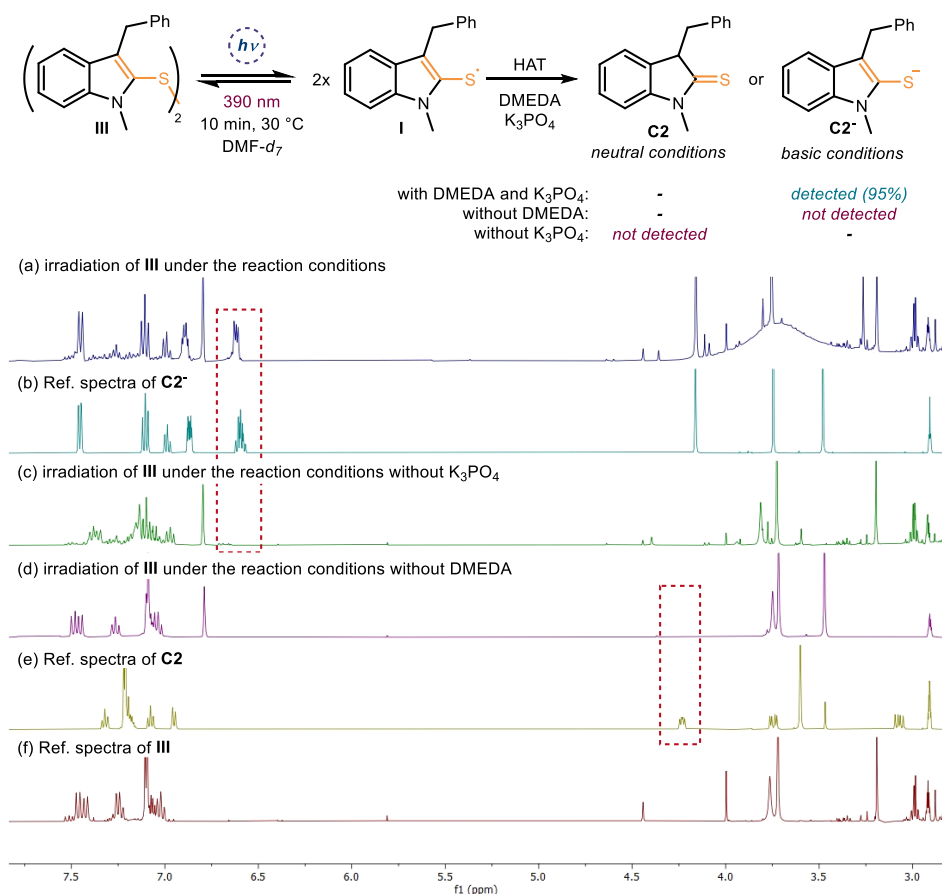 Ph
Ph
Ph
hν
HAT
S
2x
S•
S
or
S–
N
2
390 nm
N
DMEDA
N
N
III
10 min, 30 °C
I
K3PO4
C2
C2-
DMF-d7
neutral conditions
basic conditions
with DMEDA and K3PO4:
-
detected (95%)
without DMEDA:
-
not detected
without K3PO4:
not detected
-
(a) irradiation of III under the reaction conditions
(b) Ref. spectra of C2-
(c) irradiation of III under the reaction conditions without K3PO4
(d) irradiation of III under the reaction conditions without DMEDA
(e) Ref. spectra of C2
(f) Ref. spectra of III
7.5 7.0 6.5 6.0 5.5 5.0 4.5 4.0 3.5 3.0
f1 (ppm)